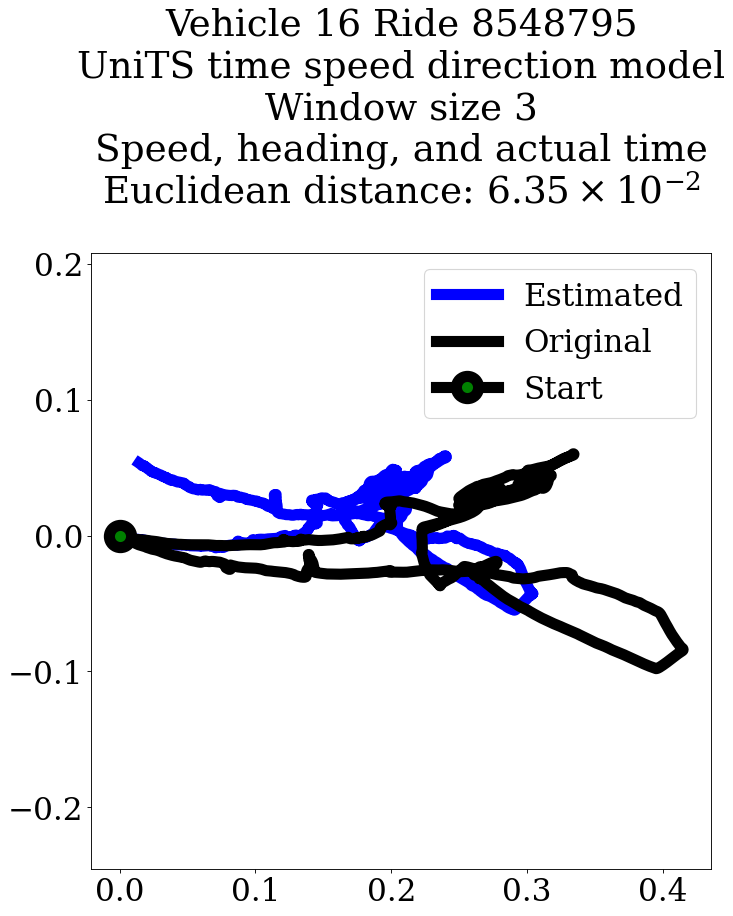 Vehicle 16 Ride 8548795
UniTS time speed direction model
Window size 3
Speed, heading, and actual time
Euclidean distance: 6.35 × 10⁻²
Estimated
Original
Start
0.2
0.1
0.0
−0.1
−0.2
0.0 0.1 0.2 0.3 0.4